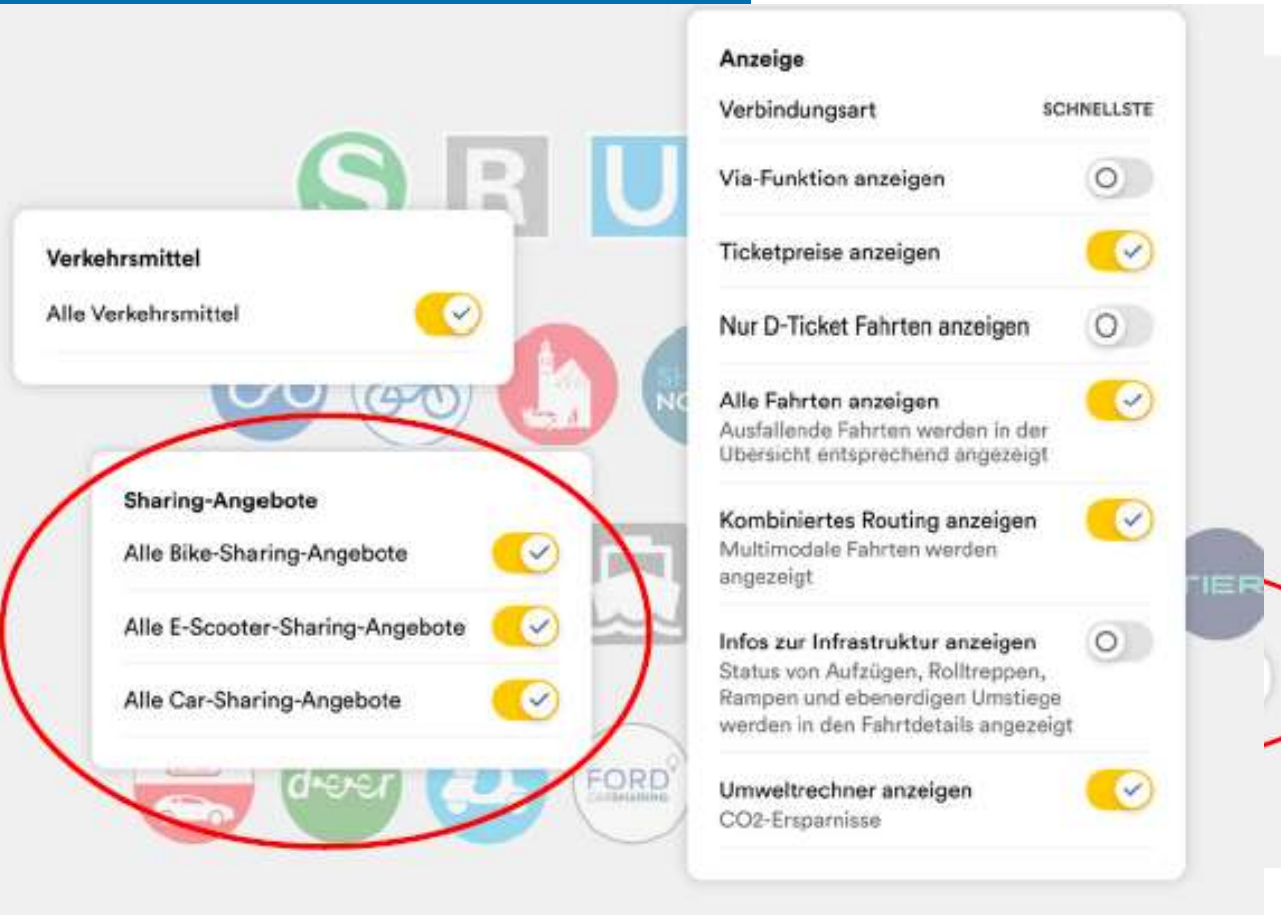 S R U
Verkehrsmittel
Alle Verkehrsmittel
Sharing-Angebote
Alle Bike-Sharing-Angebote
Alle E-Scooter-Sharing-Angebote
Alle Car-Sharing-Angebote
deer
FORD
CARSHARING
Anzeige
Verbindungsart SCHNELLSTE
Via-Funktion anzeigen
Ticketpreise anzeigen
Nur D-Ticket Fahrten anzeigen
Alle Fahrten anzeigen
Ausfallende Fahrten werden in der
Übersicht entsprechend angezeigt
Kombiniertes Routing anzeigen
Multimodale Fahrten werden
angezeigt
Infos zur Infrastruktur anzeigen
Status von Aufzügen, Rolltreppen,
Rampen und ebenerdigen Umstiege
werden in den Fahrtdetails angezeigt
Umweltrechner anzeigen
CO2-Ersparnisse
TIER